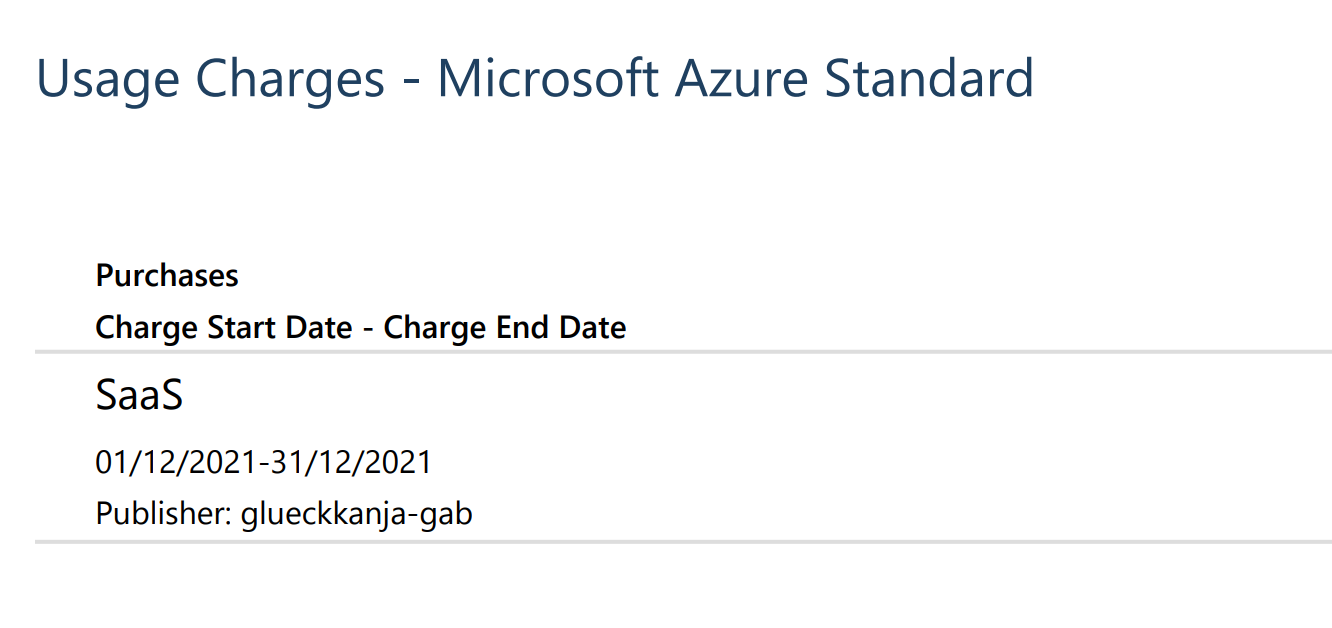 Usage Charges - Microsoft Azure Standard
Purchases
Charge Start Date - Charge End Date
SaaS
01/12/2021-31/12/2021
Publisher: glueckkanja-gab